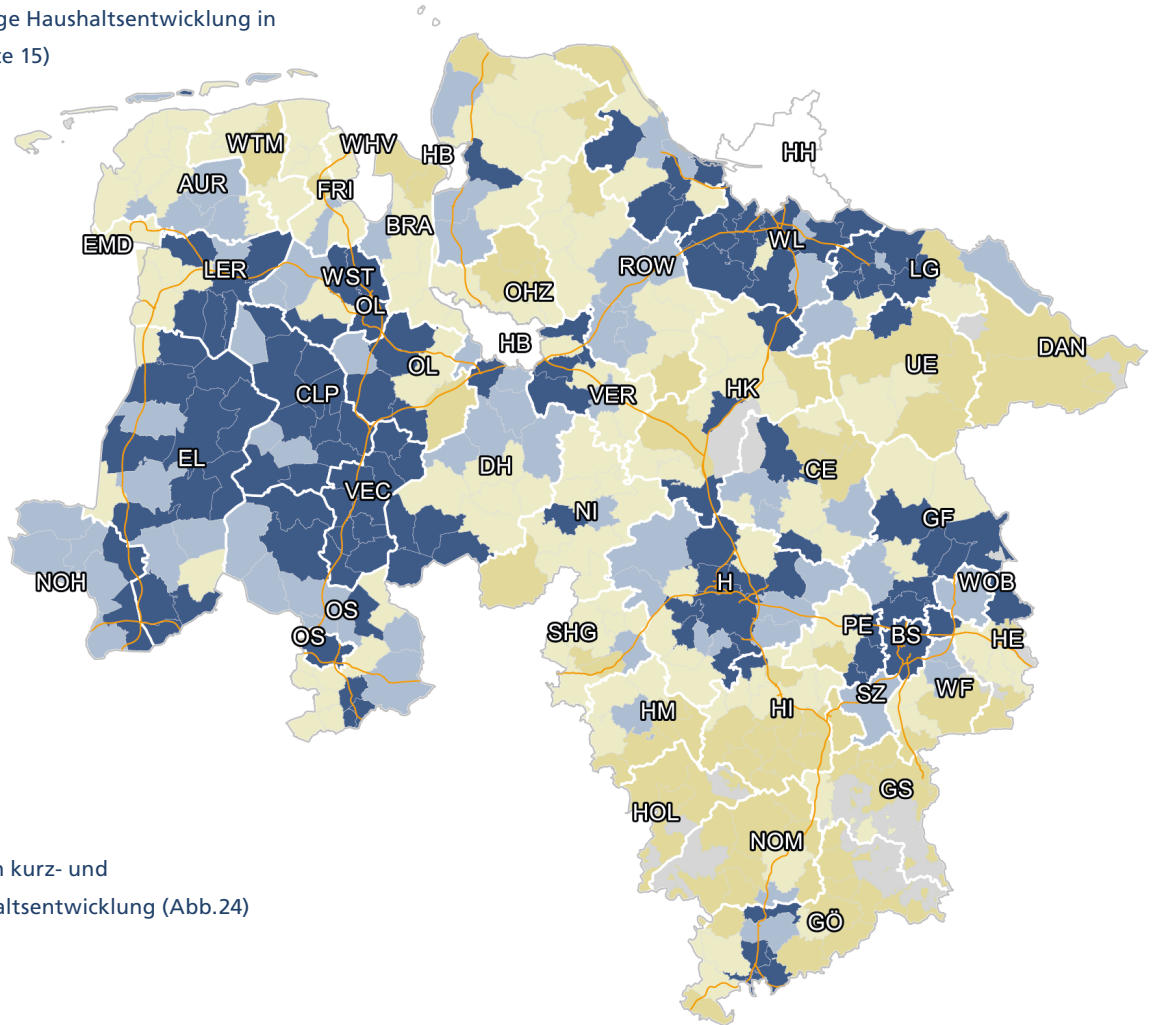 ge Haushaltsentwicklung in
e 15)
HH
WTM
WHV
HB
AUR
FRI
BRA
EMD
WL
LER
WST
ROW
LG
OHZ
OL
HB
DAN
OL
UE
CLP
VER
HK
EL
DH
CE
VEC
NI
GF
NOH
H
WOB
OS
SHG
PE
BS
OS
HE
SZ
WF
HM
HI
GS
HOL
NOM
kurz- und
ltsentwicklung (Abb.24)
GÖ